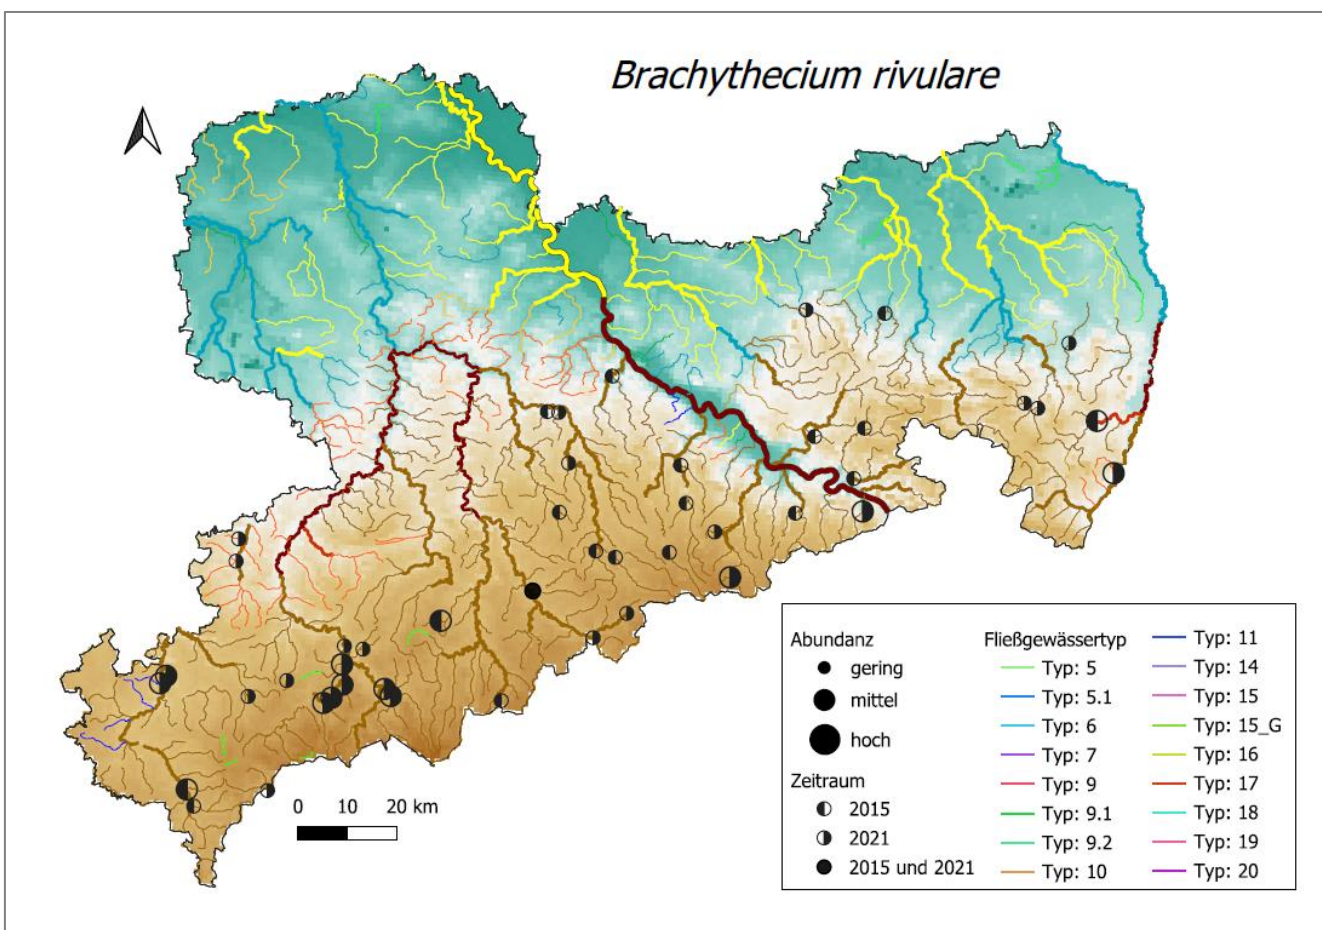 Brachythecium rivulare
0 10 20 km
Abundanz
gering
mittel
hoch
Zeitraum
2015
2021
2015 und 2021
Fließgewässertyp
Typ: 5
Typ: 5.1
Typ: 6
Typ: 7
Typ: 9
Typ: 9.1
Typ: 9.2
Typ: 10
Typ: 11
Typ: 14
Typ: 15
Typ: 15_G
Typ: 16
Typ: 17
Typ: 18
Typ: 19
Typ: 20